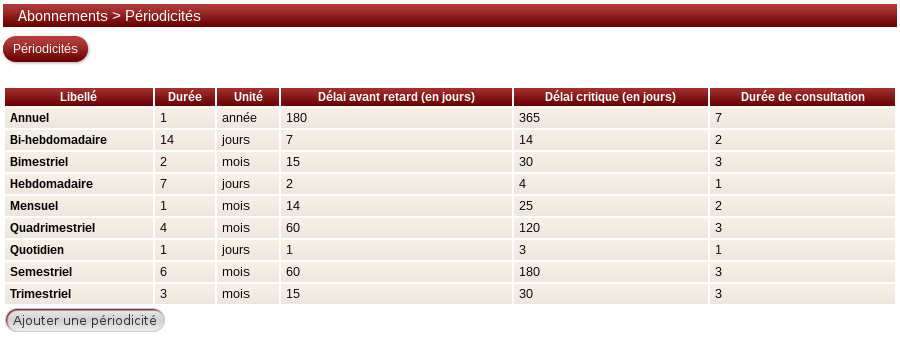 Abonnements > Périodicités
Périodicités
Libellé Durée Unité Délai avant retard (en jours) Délai critique (en jours) Durée de consultation
Annuel 1 année 180 365 7
Bi-hebdomadaire 14 jours 7 14 2
Bimestriel 2 mois 15 30 3
Hebdomadaire 7 jours 2 4 1
Mensuel 1 mois 14 25 2
Quadrimestriel 4 mois 60 120 3
Quotidien 1 jours 1 3 1
Semestriel 6 mois 60 180 3
Trimestriel 3 mois 15 30 3
Ajouter une périodicité